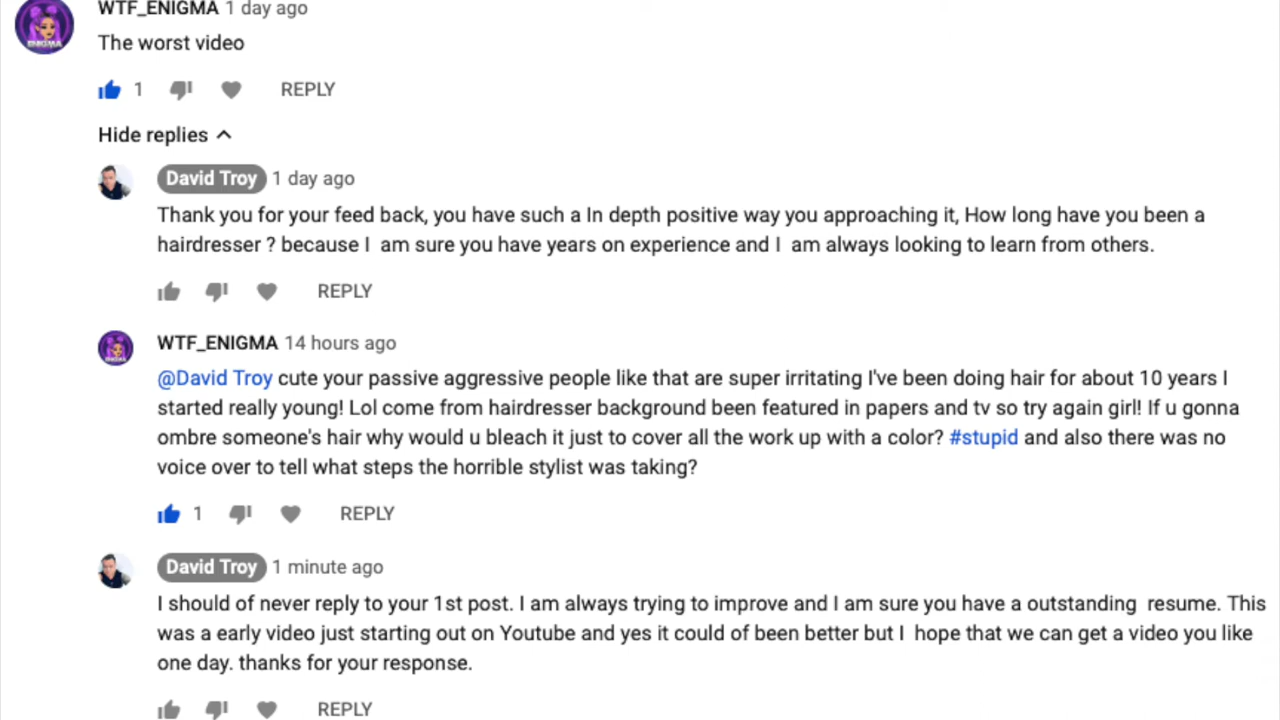 WTF_ENIGMA 1 day ago
The worst video
1 REPLY
Hide replies
David Troy 1 day ago
Thank you for your feed back, you have such a In depth positive way you approaching it, How long have you been a
hairdresser ? because I am sure you have years on experience and I am always looking to learn from others.
REPLY
WTF_ENIGMA 14 hours ago
@David Troy cute your passive aggressive people like that are super irritating I've been doing hair for about 10 years I
started really young! Lol come from hairdresser background been featured in papers and tv so try again girl! If u gonna
ombre someone's hair why would u bleach it just to cover all the work up with a color? #stupid and also there was no
voice over to tell what steps the horrible stylist was taking?
1 REPLY
David Troy 1 minute ago
I should of never reply to your 1st post. I am always trying to improve and I am sure you have a outstanding resume. This
was a early video just starting out on Youtube and yes it could of been better but I hope that we can get a video you like
one day. thanks for your response.
REPLY
ENIGMA